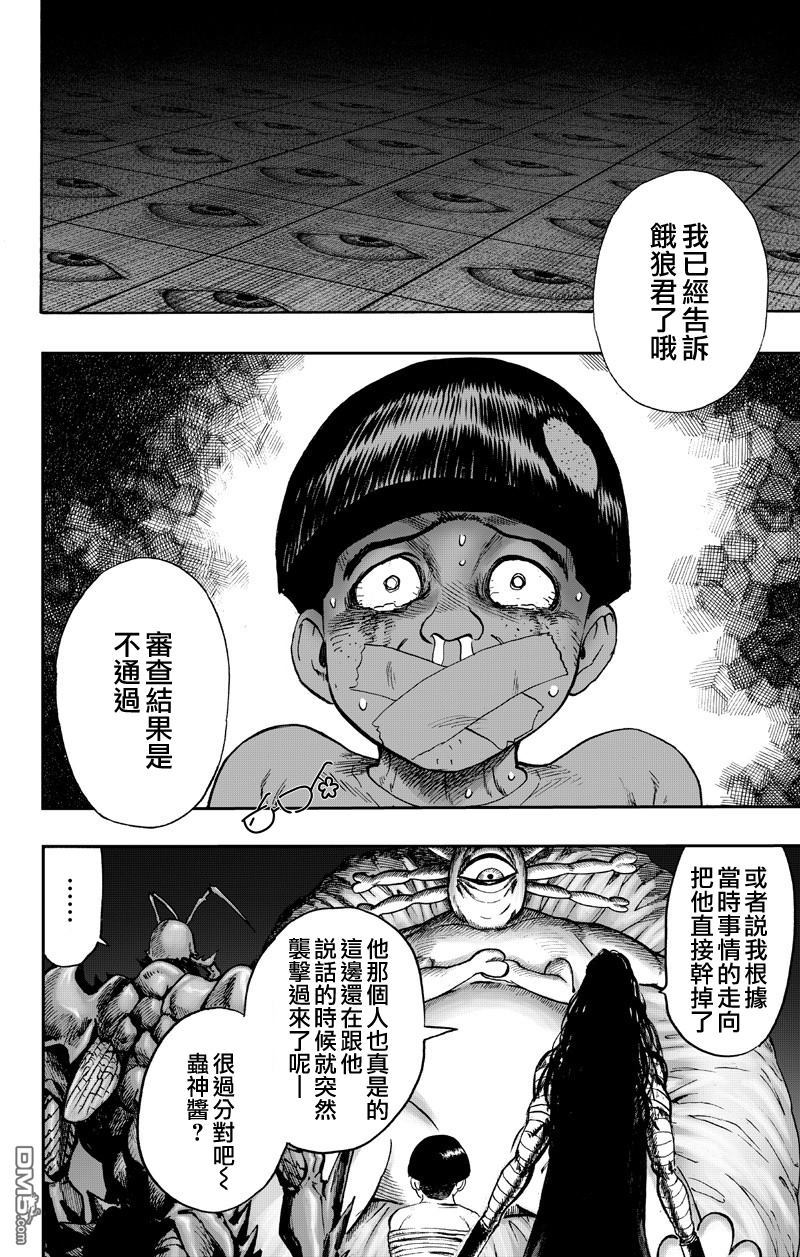 我已經告訴
餓狼君了哦
審查結果是
不通過
或者說我根據
當時事情的走向
把他直接幹掉了
他那個人也真是的
這邊還在跟他
說話的時候就突然
襲擊過來了呢—
很過分對吧～
蟲神醬？
……
DM5.com